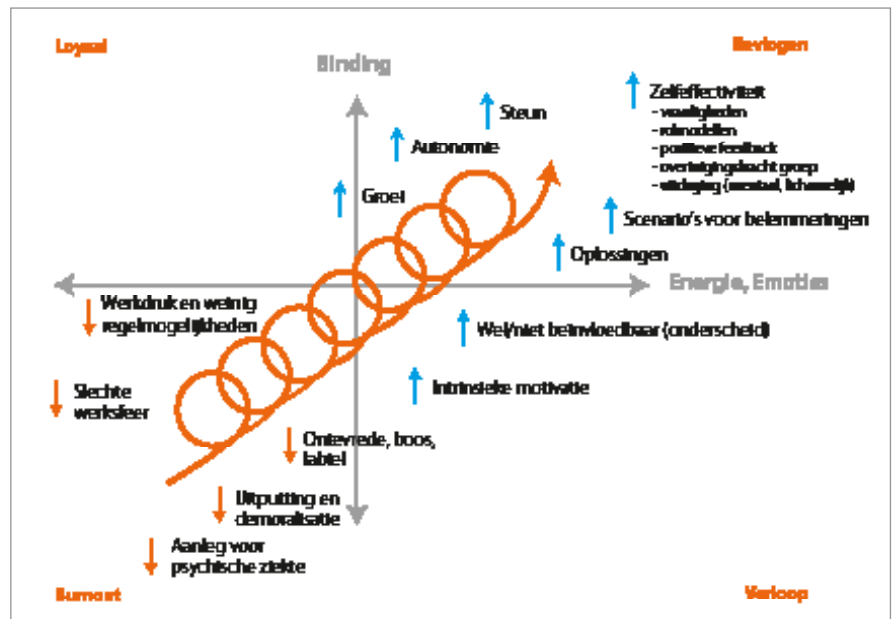 Loyaal
Bevlogen
Binding
Zelfeffectiviteit
- vaardigheden
- rolmodellen
- positieve feedback
- overtuigingskracht groep
- uitdaging (mentaal, lichamelijk)
Steun
Autonomie
Groei
Scenario's voor belemmeringen
Oplossingen
Energie, Emoties
Werkdruk en weinig
regelmogelijkheden
Wel/niet beïnvloedbaar (onderscheid)
Slechte
werksfeer
Intrinsieke motivatie
Ontevrede, boos,
labiel
Uitputting en
demoralisatie
Aanleg voor
psychische ziekte
Burnout
Verloop